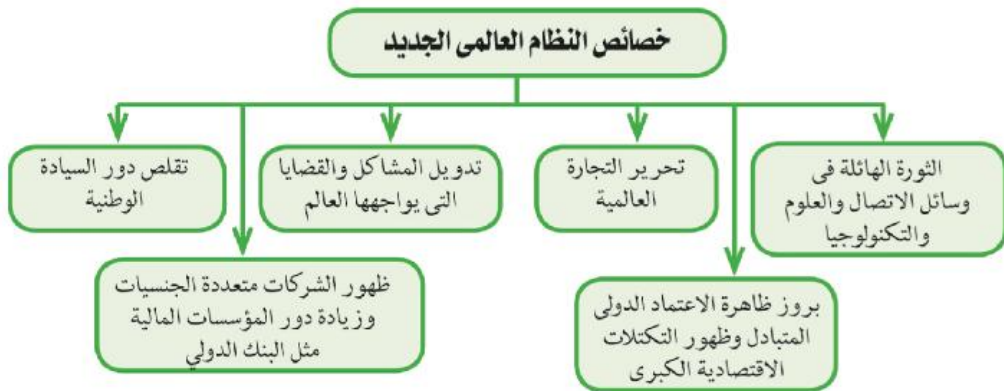 خصائص النظام العالمى الجديد
الثورة الهائلة فى
وسائل الاتصال والعلوم
والتكنولوجيا
بروز ظاهرة الاعتماد الدولى
المتبادل وظهور التكتلات
الاقتصادية الكبرى
تحرير التجارة
العالمية
تدويل المشاكل والقضايا
التى يواجهها العالم
ظهور الشركات متعددة الجنسيات
وزيادة دور المؤسسات المالية
مثل البنك الدولي
تقلص دور السيادة
الوطنية